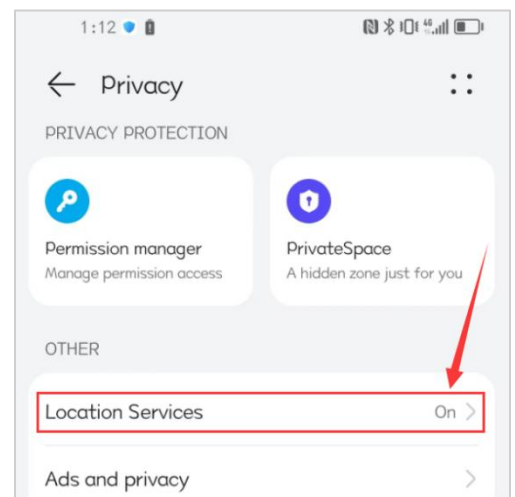 1:12
Privacy
PRIVACY PROTECTION
Permission manager
Manage permission access
PrivateSpace
A hidden zone just for you
OTHER
Location Services On
Ads and privacy